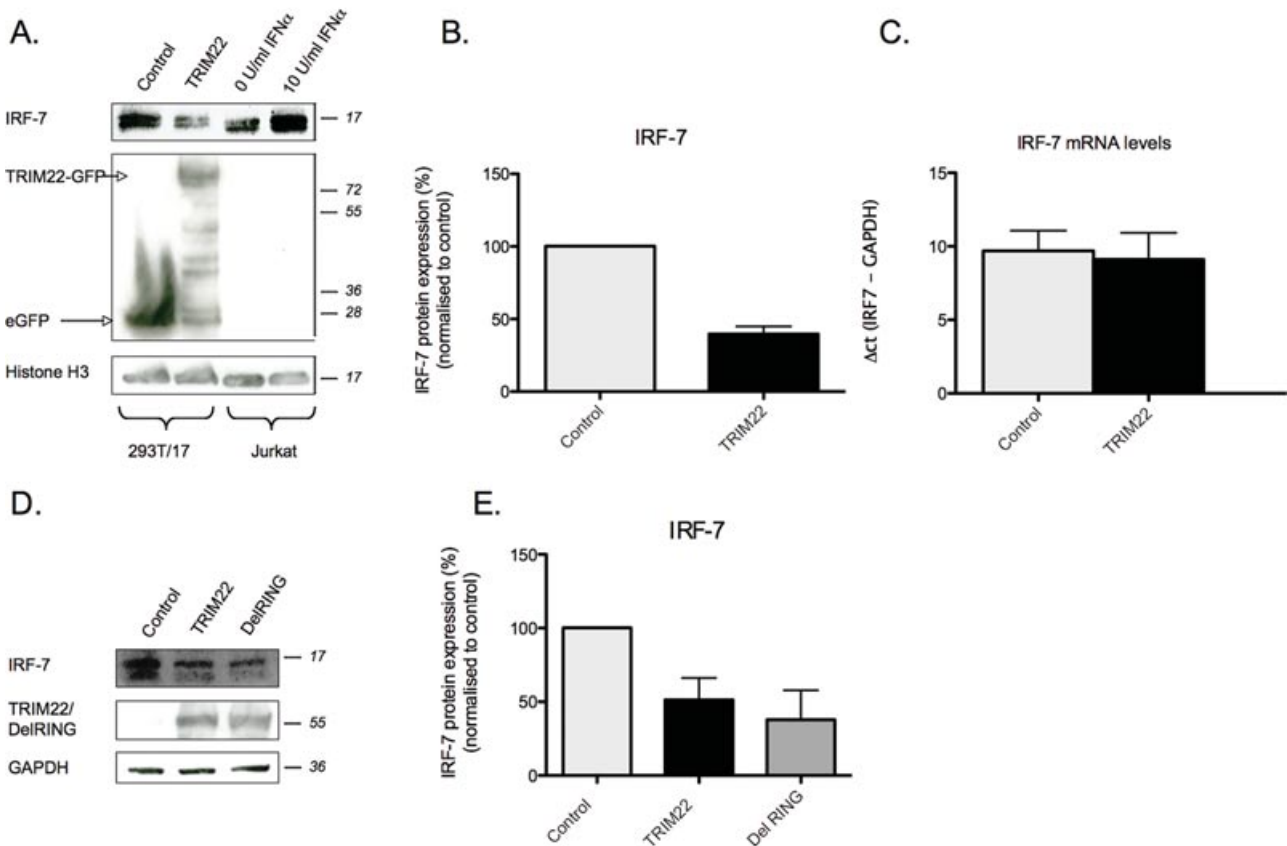 A.
Control
TRIM22
0 U/ml IFNα
10 U/ml IFNα
IRF-7
17
TRIM22-GFP
72
55
36
28
eGFP
Histone H3
17
293T/17
Jurkat
B.
IRF-7
IRF-7 protein expression (%)
(normalised to control)
150
100
50
0
Control
TRIM22
C.
IRF-7 mRNA levels
Δct (IRF7 – GAPDH)
15
10
5
0
Control
TRIM22
D.
Control
TRIM22
DelRING
IRF-7
17
TRIM22/
DelRING
55
GAPDH
36
E.
IRF-7
IRF-7 protein expression (%)
(normalised to control)
150
100
50
0
Control
TRIM22
Del RING